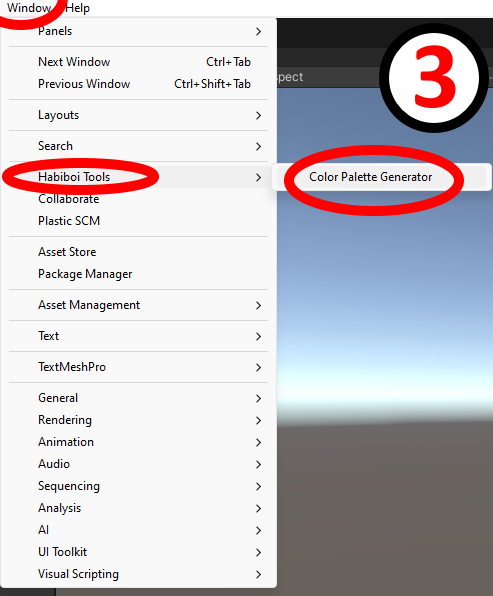 Window Help
Panels
Next Window Ctrl+Tab
Previous Window Ctrl+Shift+Tab
spect
3
Layouts
Search
Habiboi Tools
Color Palette Generator
Collaborate
Plastic SCM
Asset Store
Package Manager
Asset Management
Text
TextMeshPro
General
Rendering
Animation
Audio
Sequencing
Analysis
AI
UI Toolkit
Visual Scripting